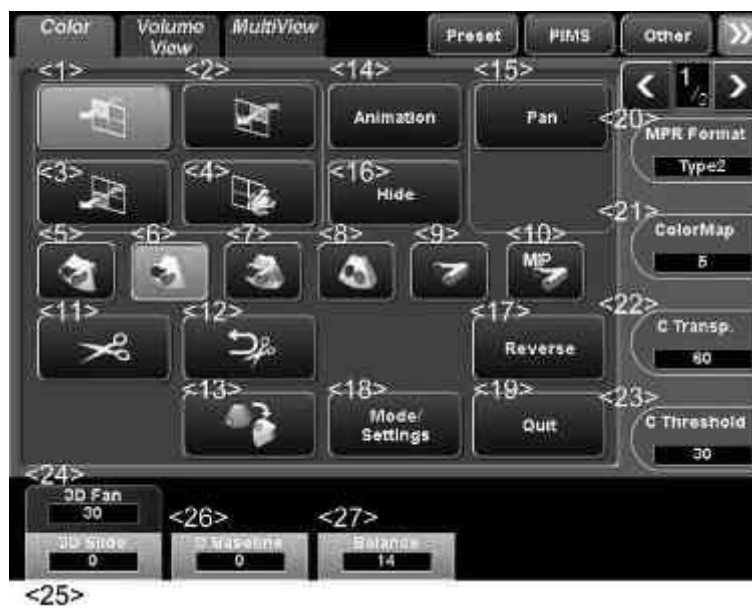 Color
Volume
View
MultiView
Preset
PIMS
Other
<1>
<2>
<14>
<15>
Animation
Pan
1/3
<20>
MPR Format
Type2
<3>
<4>
<16>
Hide
<21>
ColorMap
5
<5>
<6>
<7>
<8>
<9>
<10>
MIP
<11>
<12>
<17>
Reverse
<22>
C Transp.
60
<13>
<18>
Mode/
Settings
<19>
Quit
<23>
C Threshold
30
<24>
3D Fan
30
<26>
<27>
3D Slide
0
C Baseline
0
Balance
14
<25>